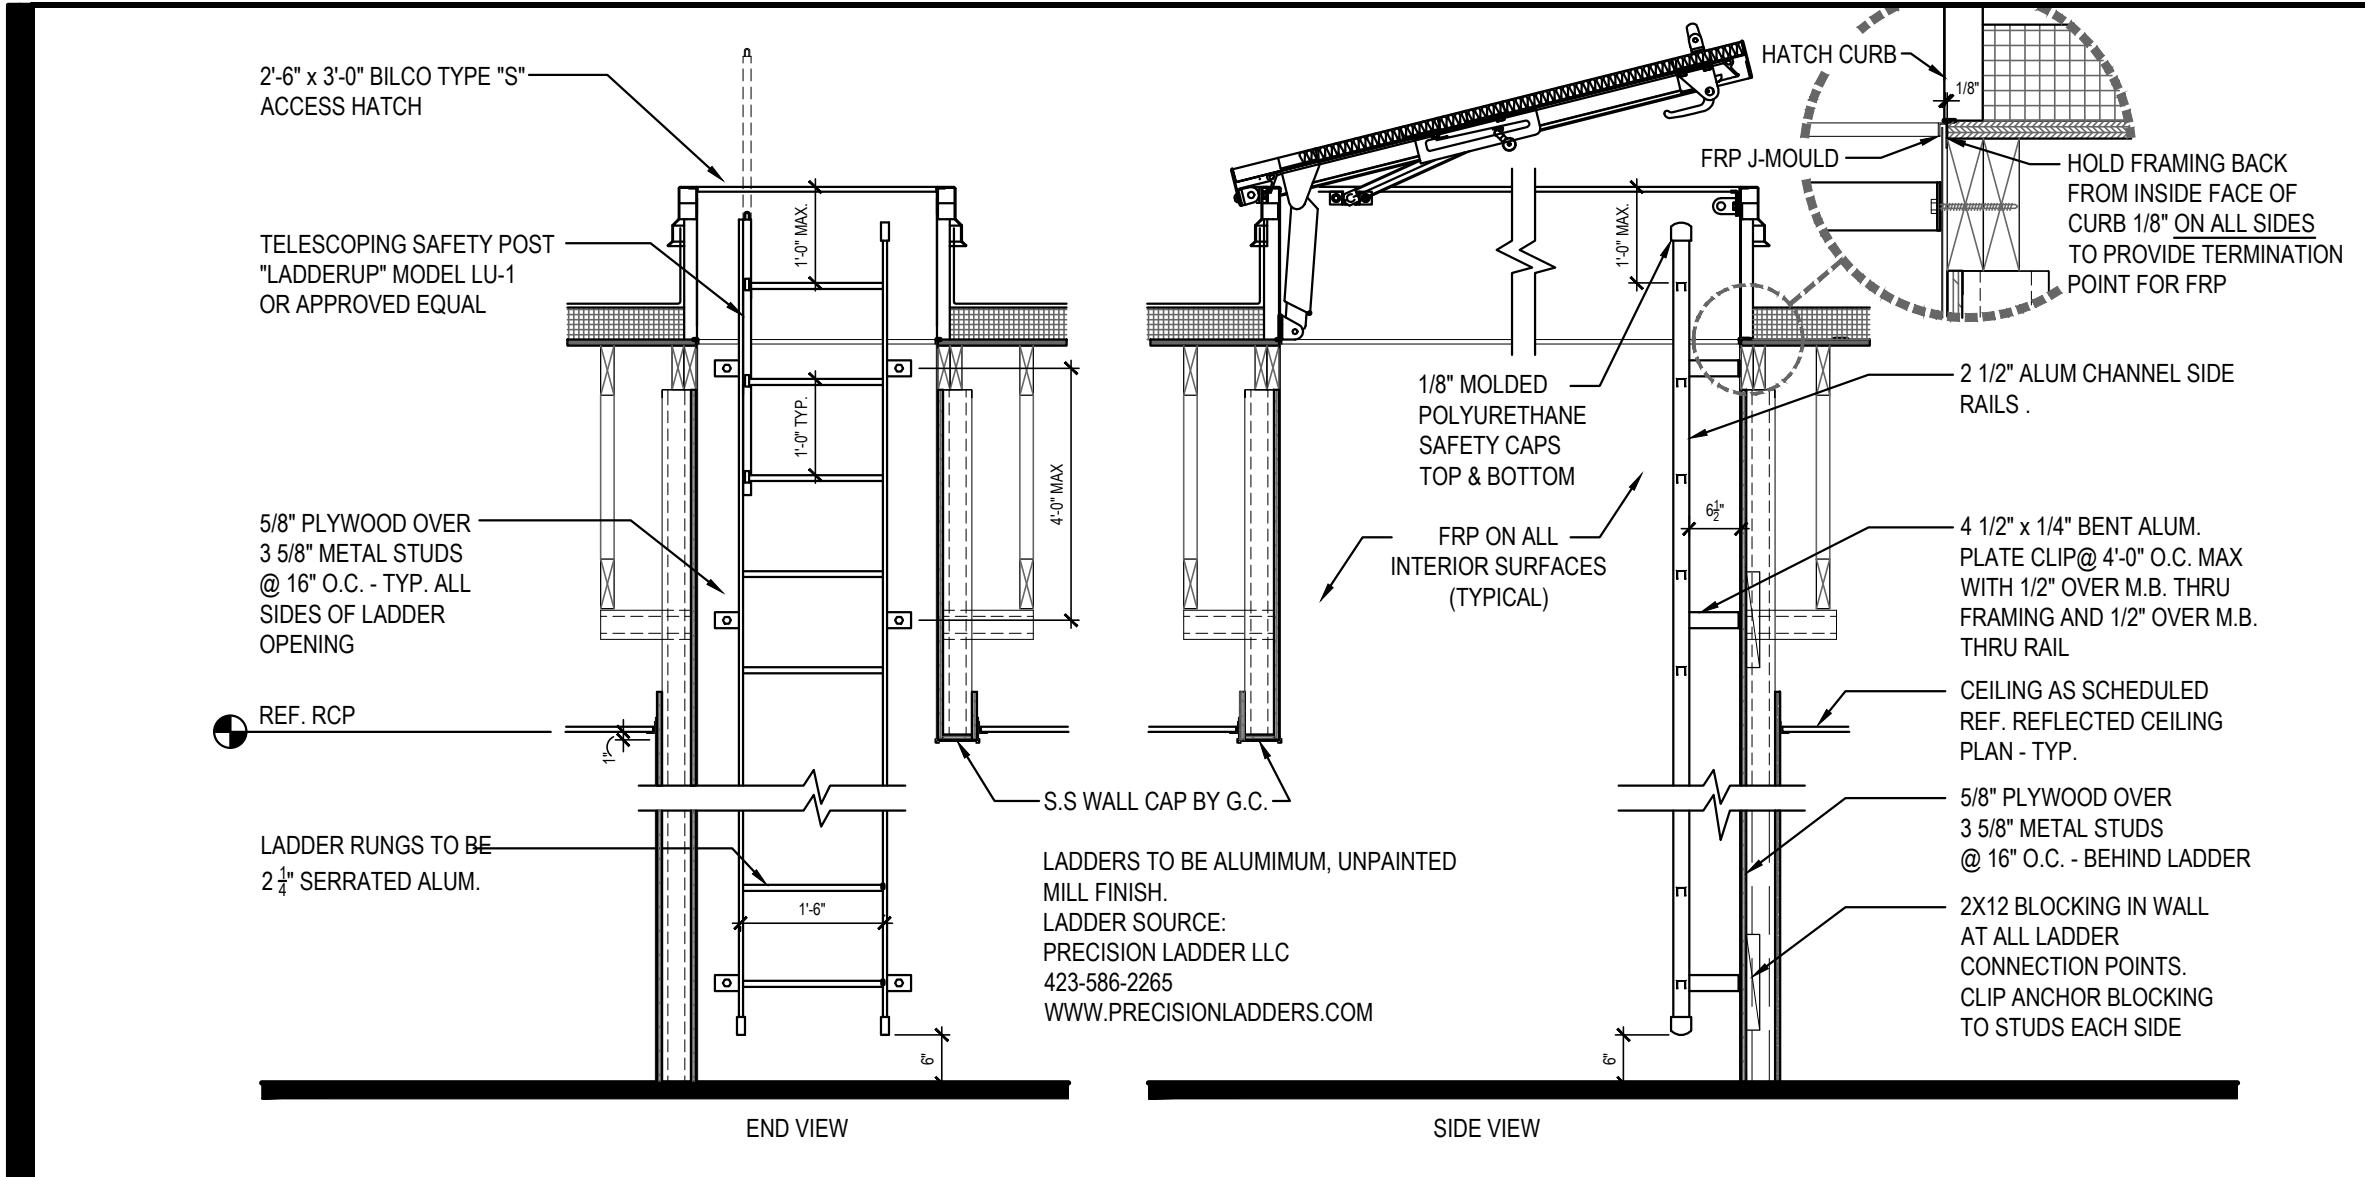 2'-6" x 3'-0" BILCO TYPE "S"
ACCESS HATCH
TELESCOPING SAFETY POST
"LADDERUP" MODEL LU-1
OR APPROVED EQUAL
5/8" PLYWOOD OVER
3 5/8" METAL STUDS
@ 16" O.C. - TYP. ALL
SIDES OF LADDER
OPENING
REF. RCP
1"
LADDER RUNGS TO BE
2 1/4" SERRATED ALUM.
1'-0" MAX.
1'-0" TYP.
4'-0" MAX
1'-6"
6"
END VIEW
S.S WALL CAP BY G.C.
LADDERS TO BE ALUMIMUM, UNPAINTED
MILL FINISH.
LADDER SOURCE:
PRECISION LADDER LLC
423-586-2265
WWW.PRECISIONLADDERS.COM
1'-0" MAX.
1/8" MOLDED
POLYURETHANE
SAFETY CAPS
TOP & BOTTOM
FRP ON ALL
INTERIOR SURFACES
(TYPICAL)
6 1/2"
6"
SIDE VIEW
HATCH CURB
1/8"
FRP J-MOULD
HOLD FRAMING BACK
FROM INSIDE FACE OF
CURB 1/8" ON ALL SIDES
TO PROVIDE TERMINATION
POINT FOR FRP
2 1/2" ALUM CHANNEL SIDE
RAILS .
4 1/2" x 1/4" BENT ALUM.
PLATE CLIP@ 4'-0" O.C. MAX
WITH 1/2" OVER M.B. THRU
FRAMING AND 1/2" OVER M.B.
THRU RAIL
CEILING AS SCHEDULED
REF. REFLECTED CEILING
PLAN - TYP.
5/8" PLYWOOD OVER
3 5/8" METAL STUDS
@ 16" O.C. - BEHIND LADDER
2X12 BLOCKING IN WALL
AT ALL LADDER
CONNECTION POINTS.
CLIP ANCHOR BLOCKING
TO STUDS EACH SIDE